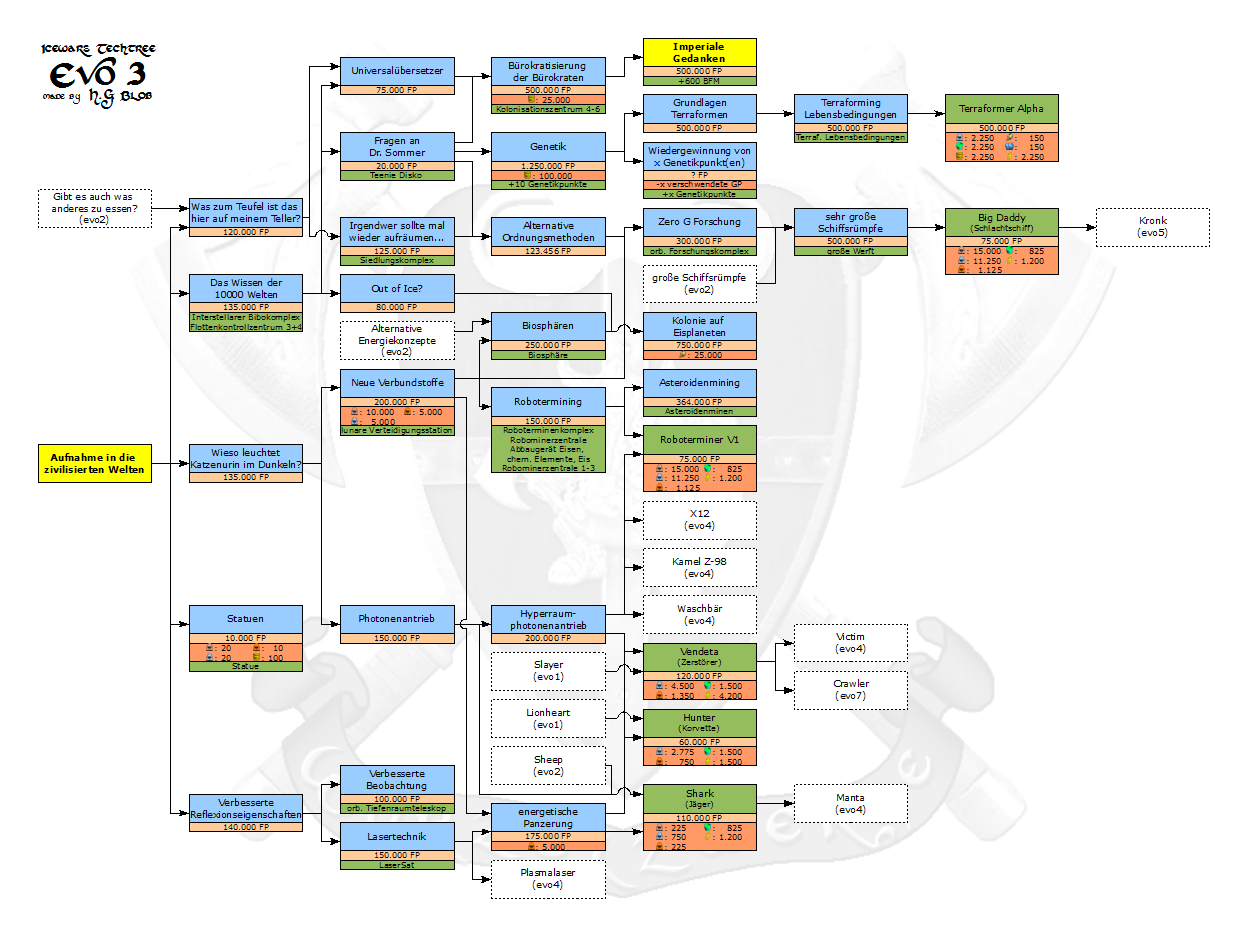 Icewars Techtree
Evo 3
made by N.G Blob
Gibt es auch was
anderes zu essen?
(evo2)
Aufnahme in die
zivilisierten Welten
Was zum Teufel ist das
hier auf meinem Teller?
120.000 FP
Das Wissen der
10000 Welten
135.000 FP
Interstellarer Bibokomplex
Flottenkontrollzentrum 3+4
Wieso leuchtet
Katzenurin im Dunkeln?
135.000 FP
Statuen
10.000 FP
: 20 : 10
: 20 : 100
Statue
Verbesserte
Reflexionseigenschaften
140.000 FP
Universalübersetzer
75.000 FP
Fragen an
Dr. Sommer
20.000 FP
Teenie Disko
Irgendwer sollte mal
wieder aufräumen...
125.000 FP
Siedlungskomplex
Out of Ice?
80.000 FP
Alternative
Energiekonzepte
(evo2)
Neue Verbundstoffe
200.000 FP
: 10.000 : 5.000
: 5.000
lunare Verteidigungsstation
Photonenantrieb
150.000 FP
Verbesserte
Beobachtung
100.000 FP
orb. Tiefenraumteleskop
Lasertechnik
150.000 FP
LaserSat
Bürokratisierung
der Bürokraten
500.000 FP
: 25.000
Kolonisationszentrum 4-6
Genetik
1.250.000 FP
: 100.000
+10 Genetikpunkte
Alternative
Ordnungsmethoden
123.456 FP
Biosphären
250.000 FP
Biosphäre
Robotermining
150.000 FP
Roboterminenkomplex
Robominerzentrale
Abbaugerät Eisen,
chem. Elemente, Eis
Robominerzentrale 1-3
Hyperraum-
photonenantrieb
200.000 FP
Slayer
(evo1)
Lionheart
(evo1)
Sheep
(evo2)
energetische
Panzerung
175.000 FP
: 5.000
Plasmalaser
(evo4)
Imperiale
Gedanken
500.000 FP
+600 BFM
Grundlagen
Terraformen
500.000 FP
Wiedergewinnung von
x Genetikpunkt(en)
? FP
-x verschwendete GP
+x Genetikpunkte
Zero G Forschung
300.000 FP
orb. Forschungskomplex
große Schiffsrümpfe
(evo2)
Kolonie auf
Eisplaneten
750.000 FP
: 25.000
Asteroidenmining
364.000 FP
Asteroidenminen
Roboterminer V1
75.000 FP
: 15.000 : 825
: 11.250 : 1.200
: 1.125
X12
(evo4)
Kamel Z-98
(evo4)
Waschbär
(evo4)
Vendeta
(Zerstörer)
120.000 FP
: 4.500 : 1.500
: 1.350 : 4.200
Hunter
(Korvette)
60.000 FP
: 2.775 : 1.500
: 750 : 1.500
Shark
(Jäger)
110.000 FP
: 225 : 825
: 750 : 1.200
: 225
Terraforming
Lebensbedingungen
500.000 FP
Terraf. Lebensbedingungen
sehr große
Schiffsrümpfe
500.000 FP
große Werft
Victim
(evo4)
Crawler
(evo7)
Manta
(evo4)
Terraformer Alpha
500.000 FP
: 2.250 : 150
: 2.250 : 150
: 2.250 : 2.250
Big Daddy
(Schlachtschiff)
75.000 FP
: 15.000 : 825
: 11.250 : 1.200
: 1.125
Kronk
(evo5)